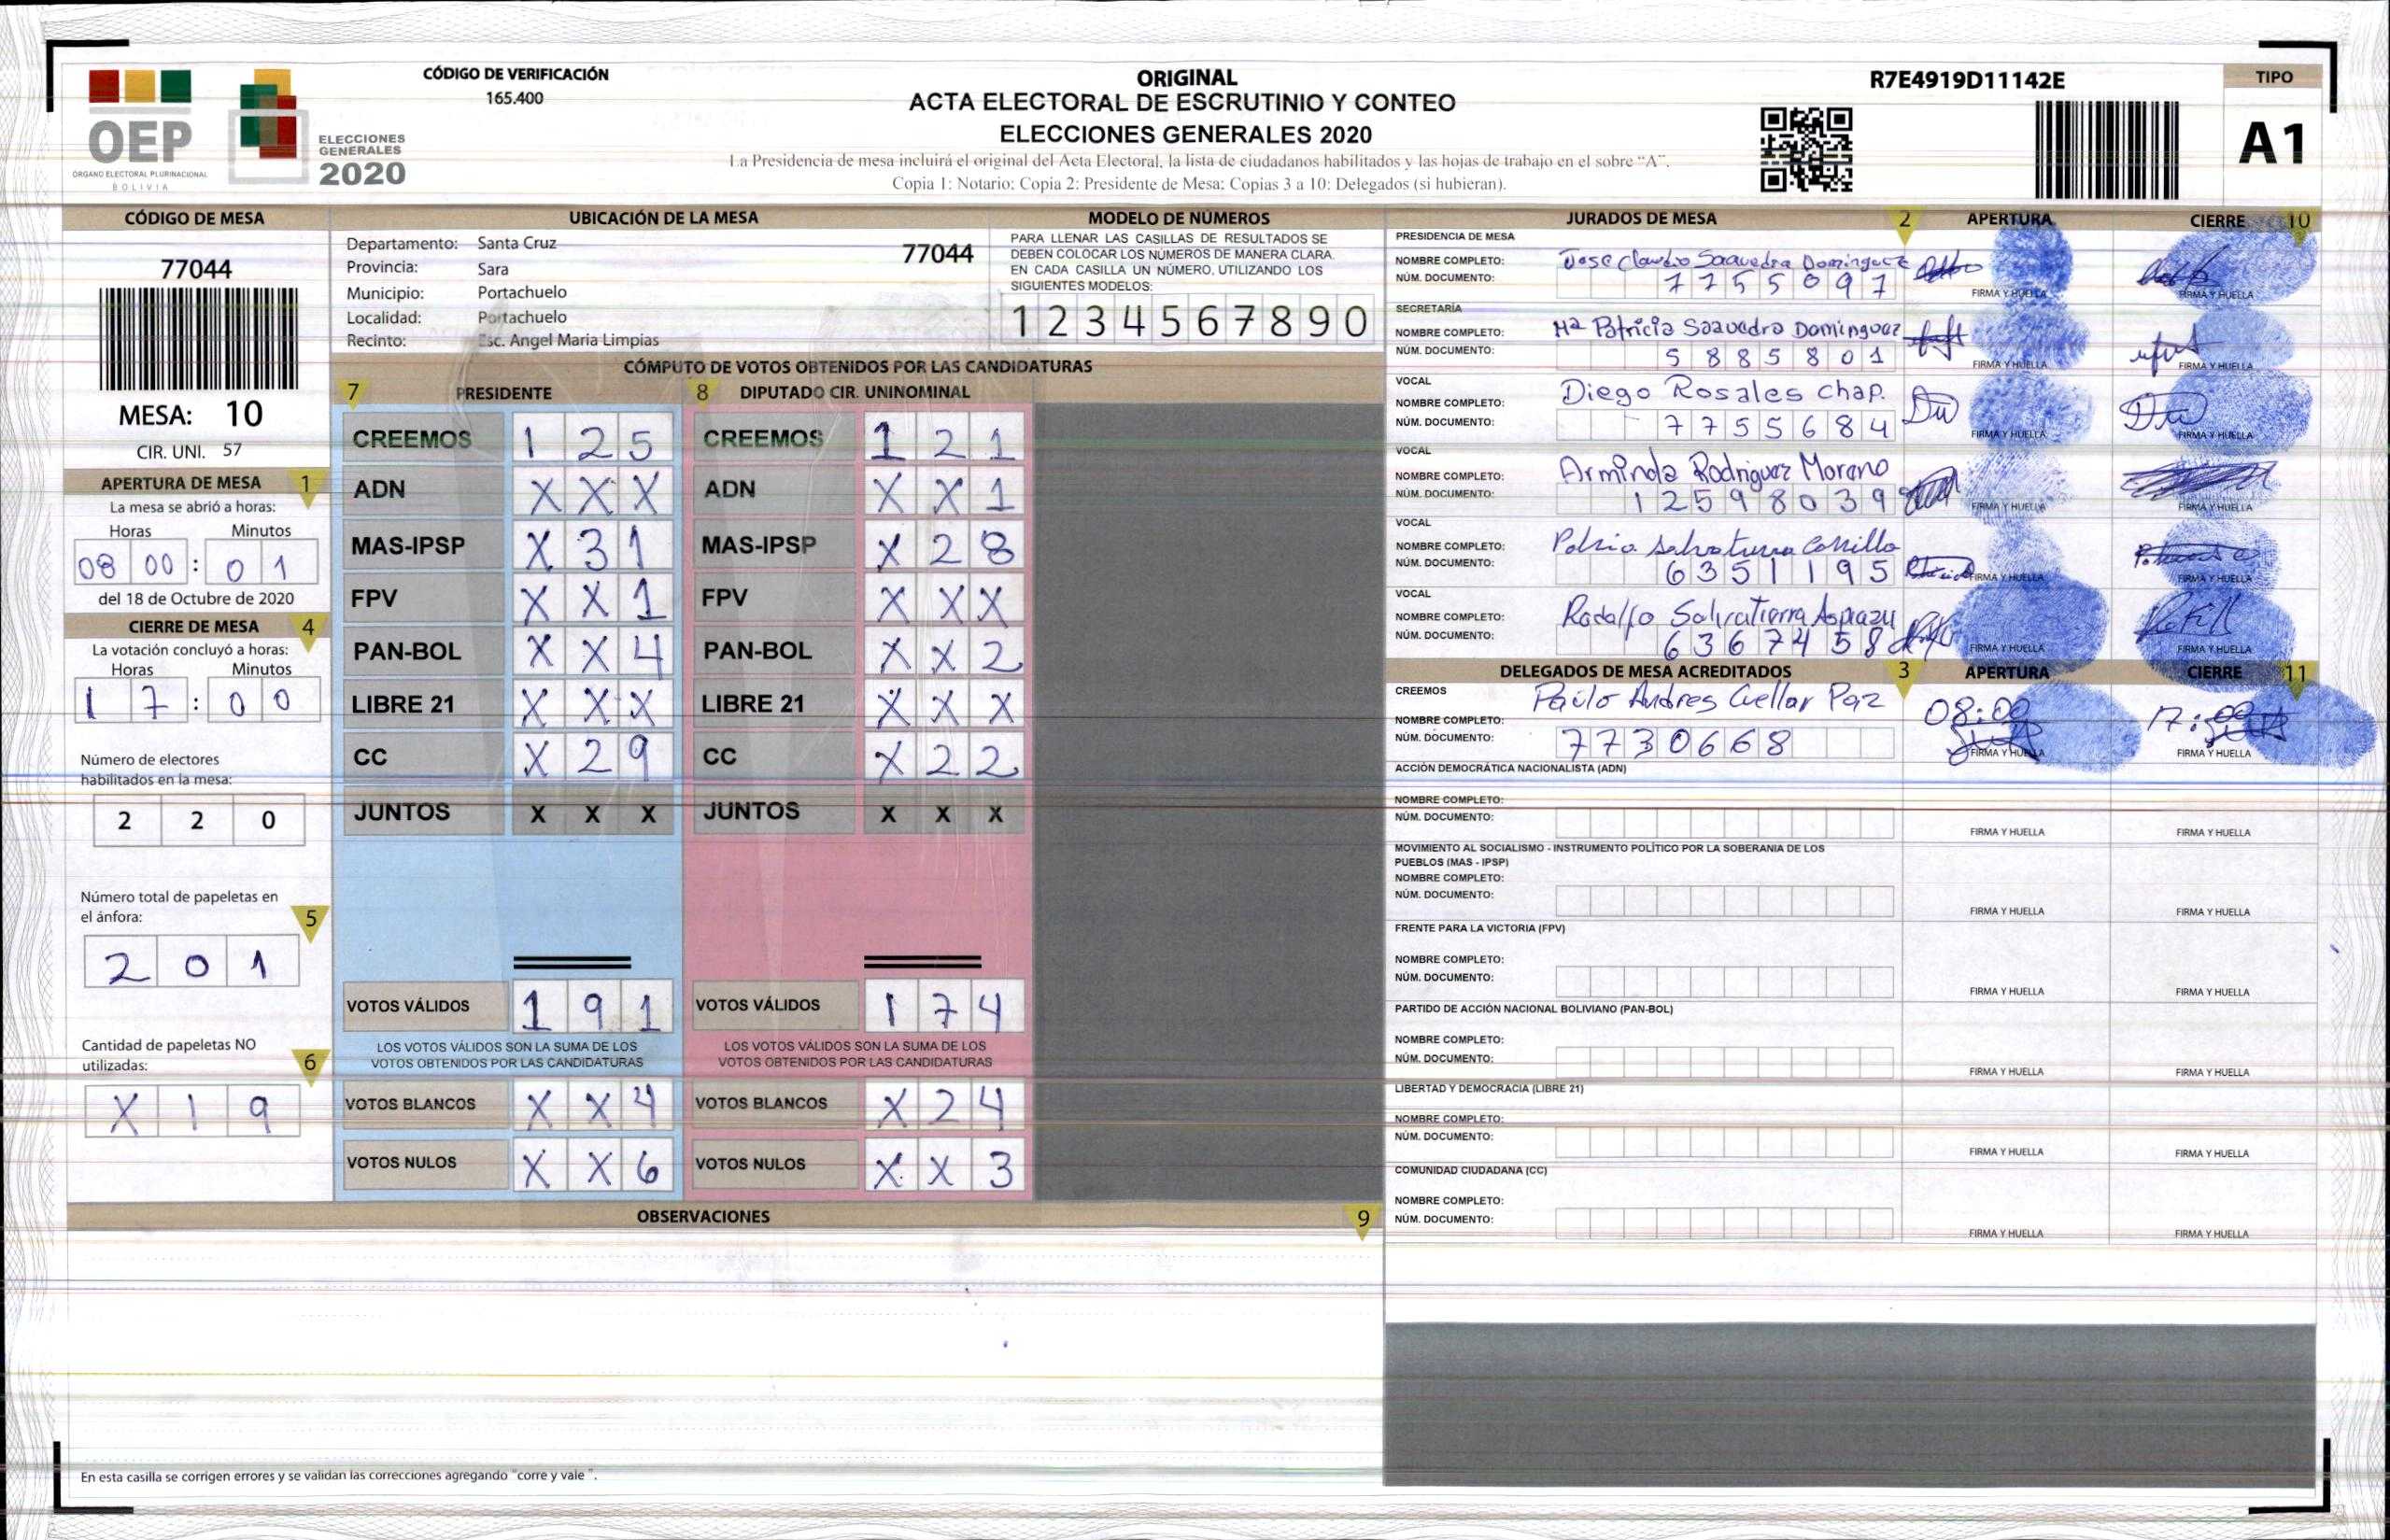 OEP
ÓRGANO ELECTORAL PLURINACIONAL
BOLIVIA
ELECCIONES
GENERALES
2020
CÓDIGO DE VERIFICACIÓN
165.400
ORIGINAL
ACTA ELECTORAL DE ESCRUTINIO Y CONTEO
ELECCIONES GENERALES 2020
La Presidencia de mesa incluirá el original del Acta Electoral, la lista de ciudadanos habilitados y las hojas de trabajo en el sobre "A".
Copia 1: Notario; Copia 2: Presidente de Mesa; Copias 3 a 10: Delegados (si hubieran).
R7E4919D11142E
TIPO
A1
CÓDIGO DE MESA
77044
MESA: 10
CIR. UNI. 57
APERTURA DE MESA 1
La mesa se abrió a horas:
Horas Minutos
08 00 : 0 1
del 18 de Octubre de 2020
CIERRE DE MESA 4
La votación concluyó a horas:
Horas Minutos
1 7 : 0 0
Número de electores
habilitados en la mesa:
2 2 0
Número total de papeletas en
el ánfora:
5
2 0 1
Cantidad de papeletas NO
utilizadas:
6
X 1 9
UBICACIÓN DE LA MESA
Departamento: Santa Cruz
77044
Provincia: Sara
Municipio: Portachuelo
Localidad: Portachuelo
Recinto: Esc. Angel Maria Limpias
MODELO DE NÚMEROS
PARA LLENAR LAS CASILLAS DE RESULTADOS SE
DEBEN COLOCAR LOS NÚMEROS DE MANERA CLARA.
EN CADA CASILLA UN NÚMERO, UTILIZANDO LOS
SIGUIENTES MODELOS:
1 2 3 4 5 6 7 8 9 0
CÓMPUTO DE VOTOS OBTENIDOS POR LAS CANDIDATURAS
7 PRESIDENTE
CREEMOS 1 2 5
ADN X X X
MAS-IPSP X 3 1
FPV X X 1
PAN-BOL X X 4
LIBRE 21 X X X
CC X 2 9
JUNTOS X X X
VOTOS VÁLIDOS 1 9 1
LOS VOTOS VÁLIDOS SON LA SUMA DE LOS
VOTOS OBTENIDOS POR LAS CANDIDATURAS
VOTOS BLANCOS X X 4
VOTOS NULOS X X 6
8 DIPUTADO CIR. UNINOMINAL
CREEMOS 1 2 1
ADN X X 1
MAS-IPSP X 2 8
FPV X X X
PAN-BOL X X 2
LIBRE 21 X X X
CC X 2 2
JUNTOS X X X
VOTOS VÁLIDOS 1 7 4
LOS VOTOS VÁLIDOS SON LA SUMA DE LOS
VOTOS OBTENIDOS POR LAS CANDIDATURAS
VOTOS BLANCOS X 2 4
VOTOS NULOS X X 3
OBSERVACIONES 9
En esta casilla se corrigen errores y se validan las correcciones agregando "corre y vale".
JURADOS DE MESA 2 APERTURA CIERRE 10
PRESIDENCIA DE MESA
NOMBRE COMPLETO: Jose Claudio Saavedra Dominguez
NÚM. DOCUMENTO: 7 7 5 5 0 9 7
FIRMA Y HUELLA FIRMA Y HUELLA
SECRETARÍA
NOMBRE COMPLETO: Mª Patricia Saavedra Dominguez
NÚM. DOCUMENTO: 5 8 8 5 8 0 1
FIRMA Y HUELLA FIRMA Y HUELLA
VOCAL
NOMBRE COMPLETO: Diego Rosales Chap.
NÚM. DOCUMENTO: 7 7 5 5 6 8 4
FIRMA Y HUELLA FIRMA Y HUELLA
VOCAL
NOMBRE COMPLETO: Arminda Rodriguez Moreno
NÚM. DOCUMENTO: 1 2 5 9 8 0 3 9
FIRMA Y HUELLA FIRMA Y HUELLA
VOCAL
NOMBRE COMPLETO:
NÚM. DOCUMENTO: 6 3 5 1 1 9 5
FIRMA Y HUELLA FIRMA Y HUELLA
VOCAL
NOMBRE COMPLETO: Rodolfo Salvatierra Aspiazu
NÚM. DOCUMENTO: 6 3 6 7 4 5 8
FIRMA Y HUELLA FIRMA Y HUELLA
DELEGADOS DE MESA ACREDITADOS 3 APERTURA CIERRE 11
CREEMOS
NOMBRE COMPLETO: Paulo Andres Cuellar Paz 08:00 17:00
NÚM. DOCUMENTO: 7 7 3 0 6 6 8
FIRMA Y HUELLA FIRMA Y HUELLA
ACCIÓN DEMOCRÁTICA NACIONALISTA (ADN)
NOMBRE COMPLETO:
NÚM. DOCUMENTO:
FIRMA Y HUELLA FIRMA Y HUELLA
MOVIMIENTO AL SOCIALISMO - INSTRUMENTO POLÍTICO POR LA SOBERANIA DE LOS
PUEBLOS (MAS - IPSP)
NOMBRE COMPLETO:
NÚM. DOCUMENTO:
FIRMA Y HUELLA FIRMA Y HUELLA
FRENTE PARA LA VICTORIA (FPV)
NOMBRE COMPLETO:
NÚM. DOCUMENTO:
FIRMA Y HUELLA FIRMA Y HUELLA
PARTIDO DE ACCIÓN NACIONAL BOLIVIANO (PAN-BOL)
NOMBRE COMPLETO:
NÚM. DOCUMENTO:
FIRMA Y HUELLA FIRMA Y HUELLA
LIBERTAD Y DEMOCRACIA (LIBRE 21)
NOMBRE COMPLETO:
NÚM. DOCUMENTO:
FIRMA Y HUELLA FIRMA Y HUELLA
COMUNIDAD CIUDADANA (CC)
NOMBRE COMPLETO:
NÚM. DOCUMENTO:
FIRMA Y HUELLA FIRMA Y HUELLA